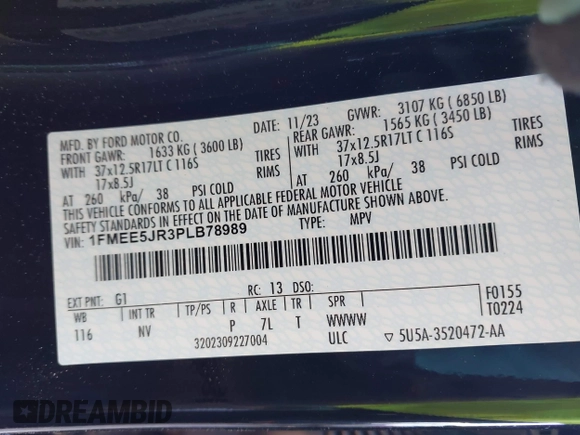 MFD. BY FORD MOTOR CO.
DATE: 11/23 GVWR: 3107 KG ( 6850 LB)
FRONT GAWR: 1633 KG ( 3600 LB) REAR GAWR: 1565 KG ( 3450 LB)
WITH 37x12.5R17LT C 116S TIRES WITH 37x12.5R17LT C 116S TIRES
17x8.5J RIMS 17x8.5J RIMS
AT 260 kPa/ 38 PSI COLD AT 260 kPa/ 38 PSI COLD
THIS VEHICLE CONFORMS TO ALL APPLICABLE FEDERAL MOTOR VEHICLE
SAFETY STANDARDS IN EFFECT ON THE DATE OF MANUFACTURE SHOWN ABOVE.
VIN: 1FMEE5JR3PLB78989 TYPE: MPV
EXT PNT: G1 RC: 13 DSO: F0155
WB INT TR TP/PS R AXLE TR SPR T0224
116 NV P 7L T WWWW
3202309227004 ULC ▽ 5U5A-3520472-AA
DREAMBID